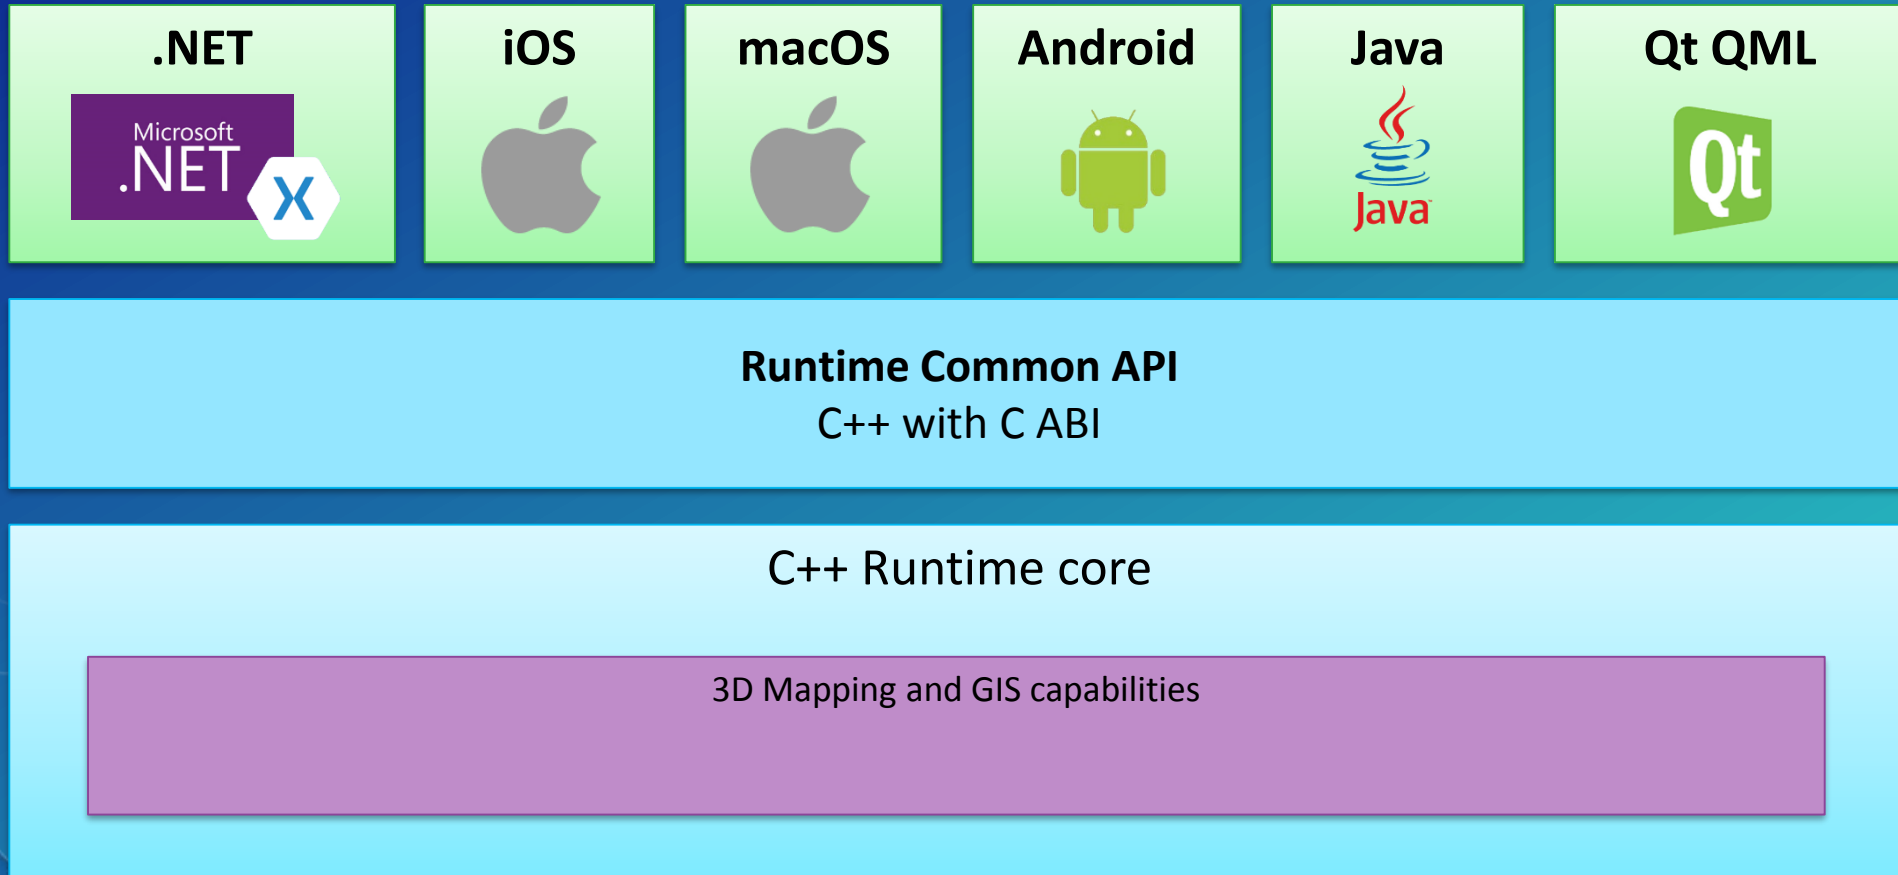 .NET
iOS
macOS
Android
Java
Qt QML
Microsoft
.NET
Java
Qt
Runtime Common API
C++ with C ABI
C++ Runtime core
3D Mapping and GIS capabilities